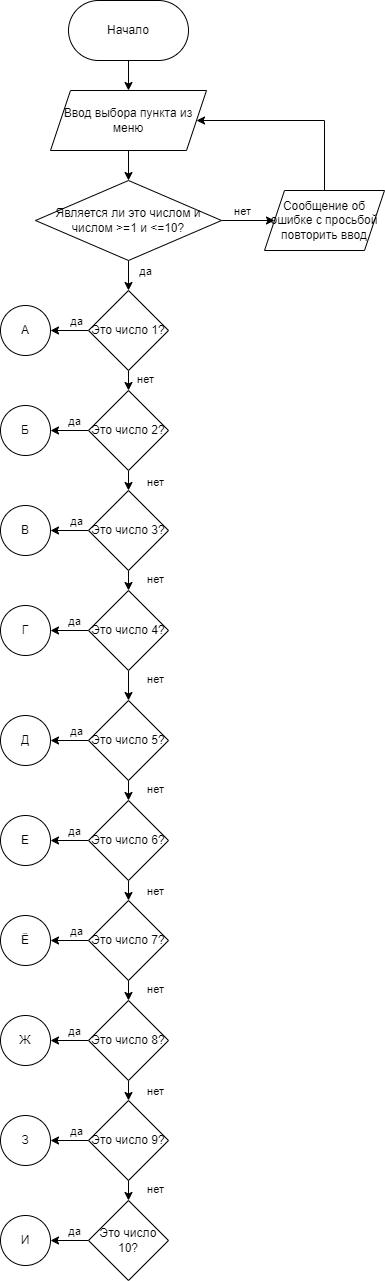 Начало
Ввод выбора пункта из
меню
Является ли это числом и
числом >=1 и <=10?
нет
Сообщение об
ошибке с просьбой
повторить ввод
да
А
да
Это число 1?
нет
Б
да
Это число 2?
нет
В
да
Это число 3?
нет
Г
да
Это число 4?
нет
Д
да
Это число 5?
нет
Е
да
Это число 6?
нет
Ё
да
Это число 7?
нет
Ж
да
Это число 8?
нет
З
да
Это число 9?
нет
И
да
Это число
10?